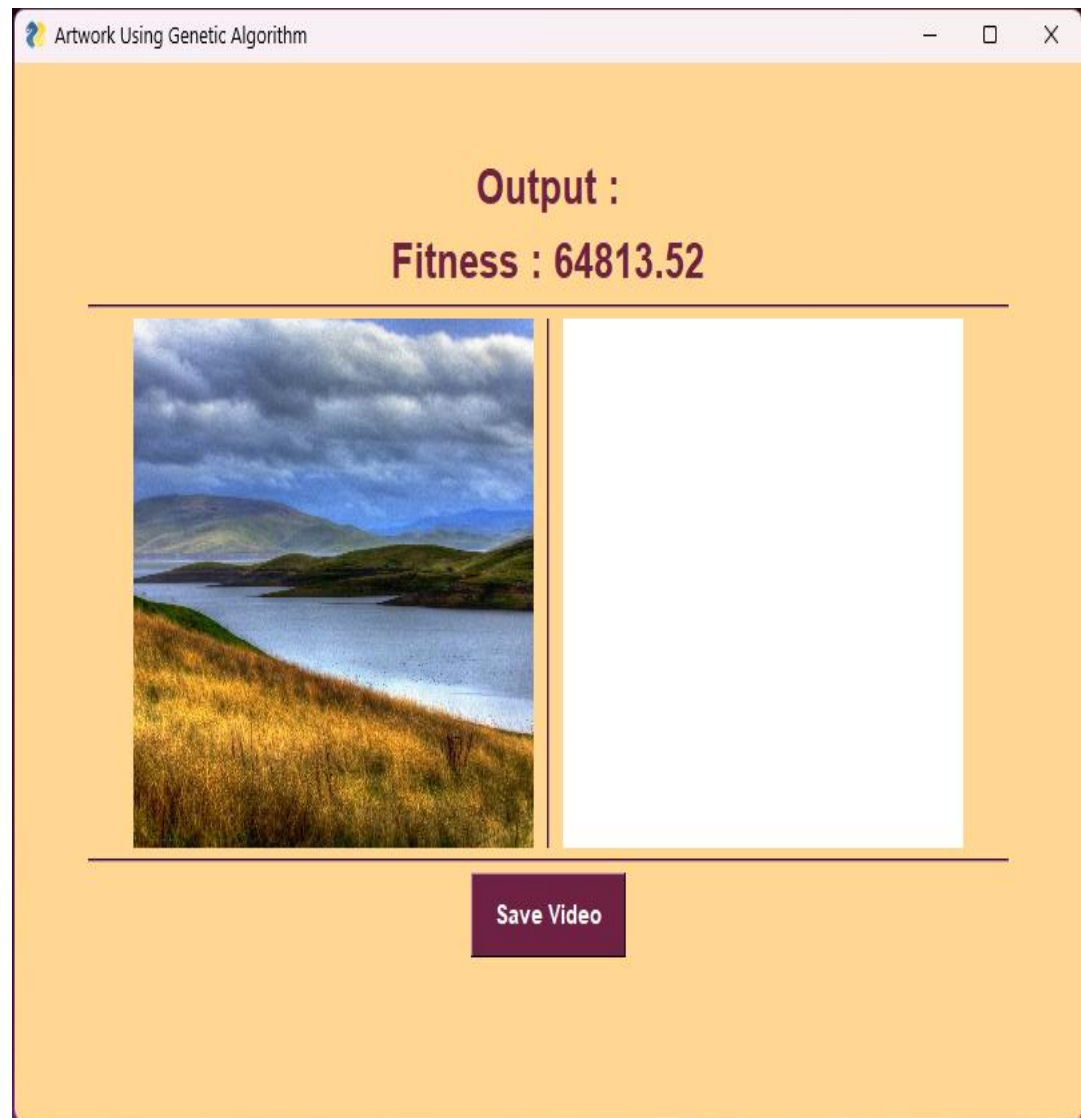 Artwork Using Genetic Algorithm
Output :
Fitness : 64813.52
Save Video